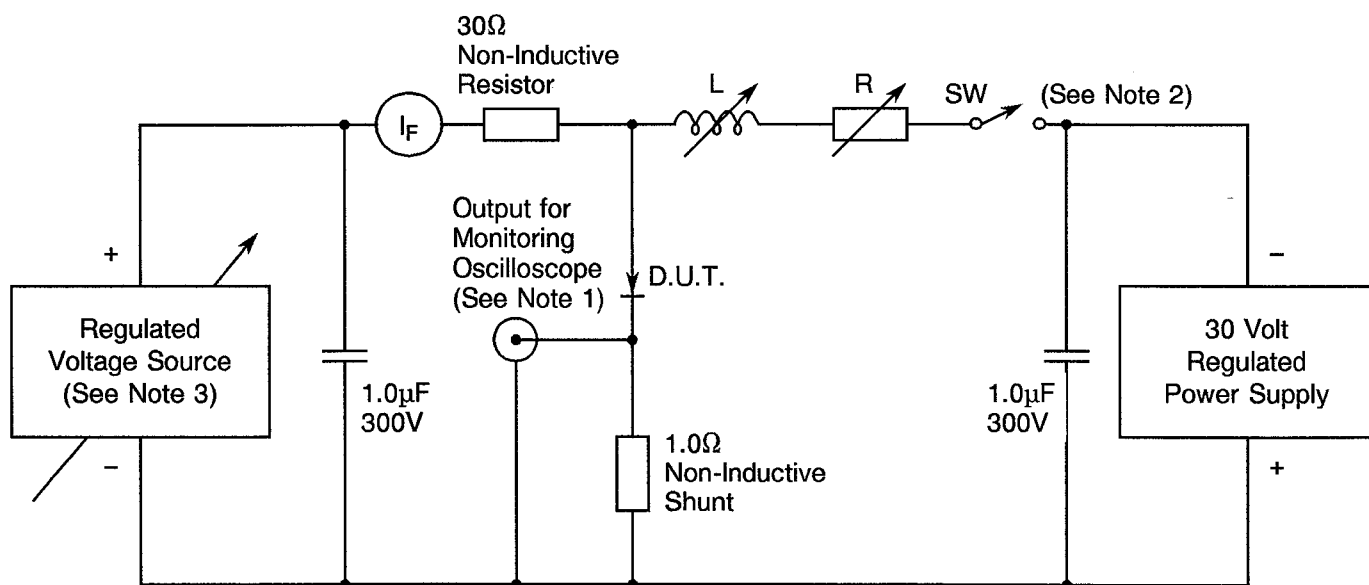 30Ω
Non-Inductive
Resistor
I_F
L
R
SW
(See Note 2)
Output for
Monitoring
Oscilloscope
(See Note 1)
D.U.T.
+
Regulated
Voltage Source
(See Note 3)
–
1.0µF
300V
1.0Ω
Non-Inductive
Shunt
1.0µF
300V
–
30 Volt
Regulated
Power Supply
+